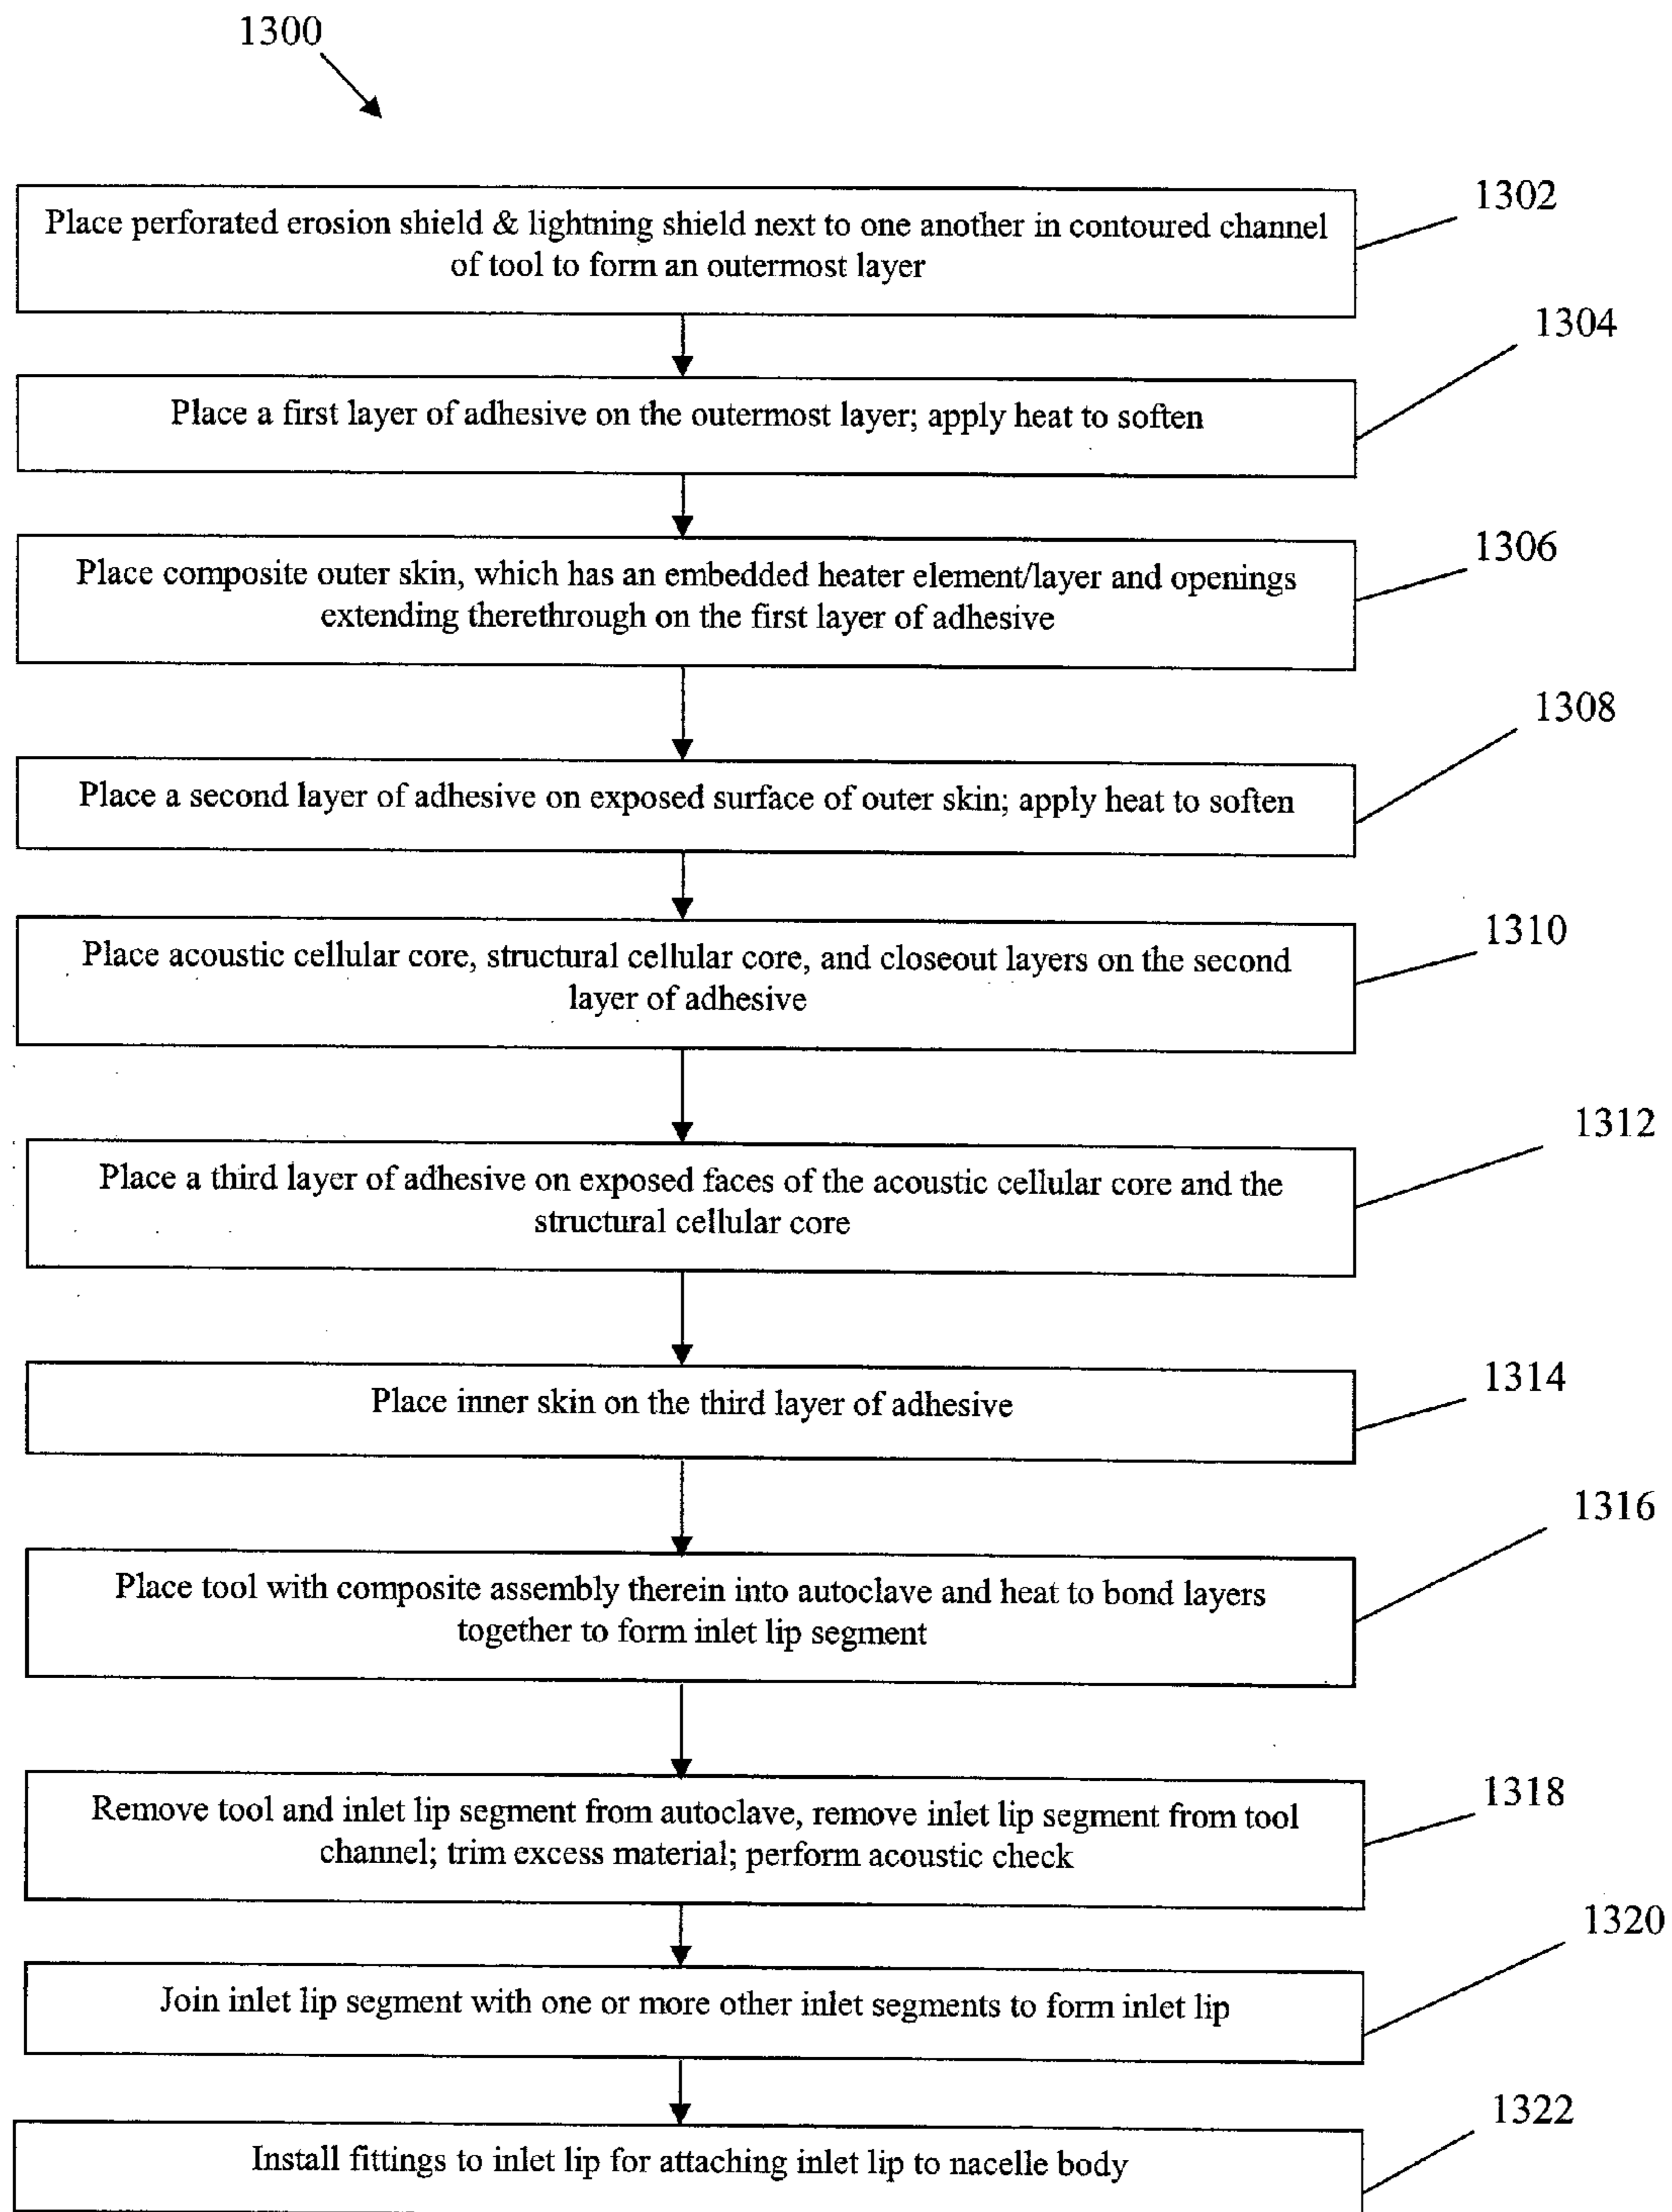 1300
1302
Place perforated erosion shield & lightning shield next to one another in contoured channel
of tool to form an outermost layer
1304
Place a first layer of adhesive on the outermost layer; apply heat to soften
1306
Place composite outer skin, which has an embedded heater element/layer and openings
extending therethrough on the first layer of adhesive
1308
Place a second layer of adhesive on exposed surface of outer skin; apply heat to soften
1310
Place acoustic cellular core, structural cellular core, and closeout layers on the second
layer of adhesive
1312
Place a third layer of adhesive on exposed faces of the acoustic cellular core and the
structural cellular core
1314
Place inner skin on the third layer of adhesive
1316
Place tool with composite assembly therein into autoclave and heat to bond layers
together to form inlet lip segment
1318
Remove tool and inlet lip segment from autoclave, remove inlet lip segment from tool
channel; trim excess material; perform acoustic check
1320
Join inlet lip segment with one or more other inlet segments to form inlet lip
1322
Install fittings to inlet lip for attaching inlet lip to nacelle body